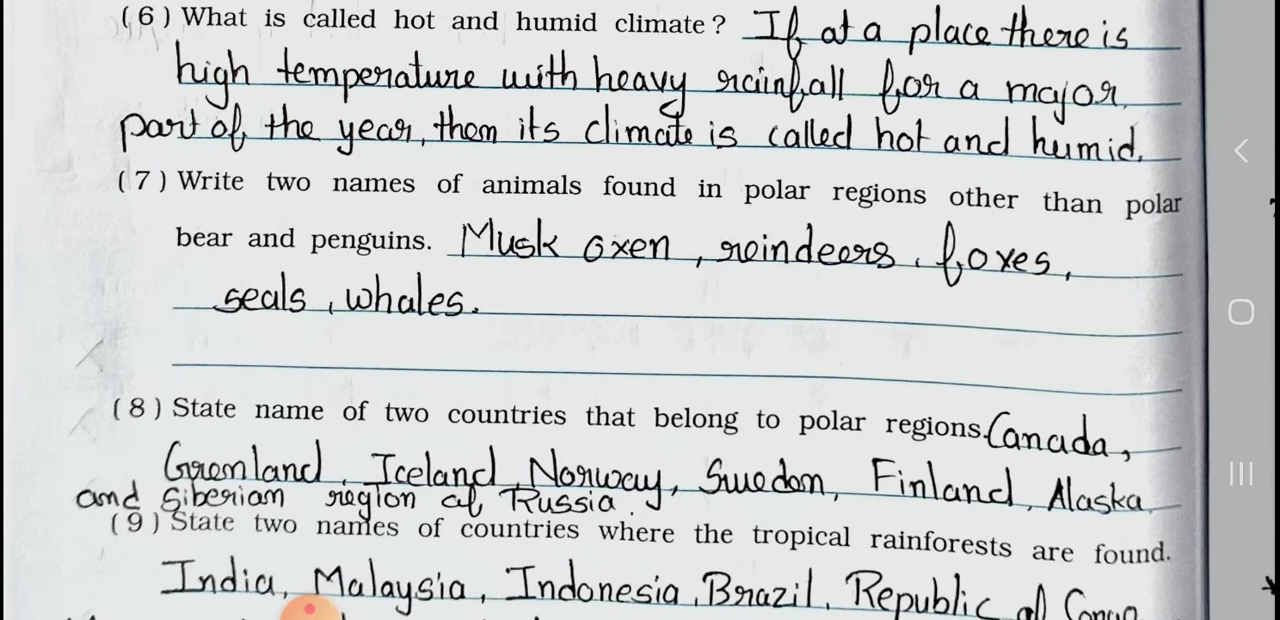 (6) What is called hot and humid climate? If at a place there is
high temperature with heavy rainfall for a major
part of the year, then its climate is called hot and humid.
(7) Write two names of animals found in polar regions other than polar
bear and penguins. Musk oxen, reindeers, foxes,
seals, whales.
(8) State name of two countries that belong to polar regions. Canada,
Greenland, Iceland, Norway, Sweden, Finland, Alaska,
and Siberian region of Russia.
(9) State two names of countries where the tropical rainforests are found.
India, Malaysia, Indonesia, Brazil, Republic of Congo